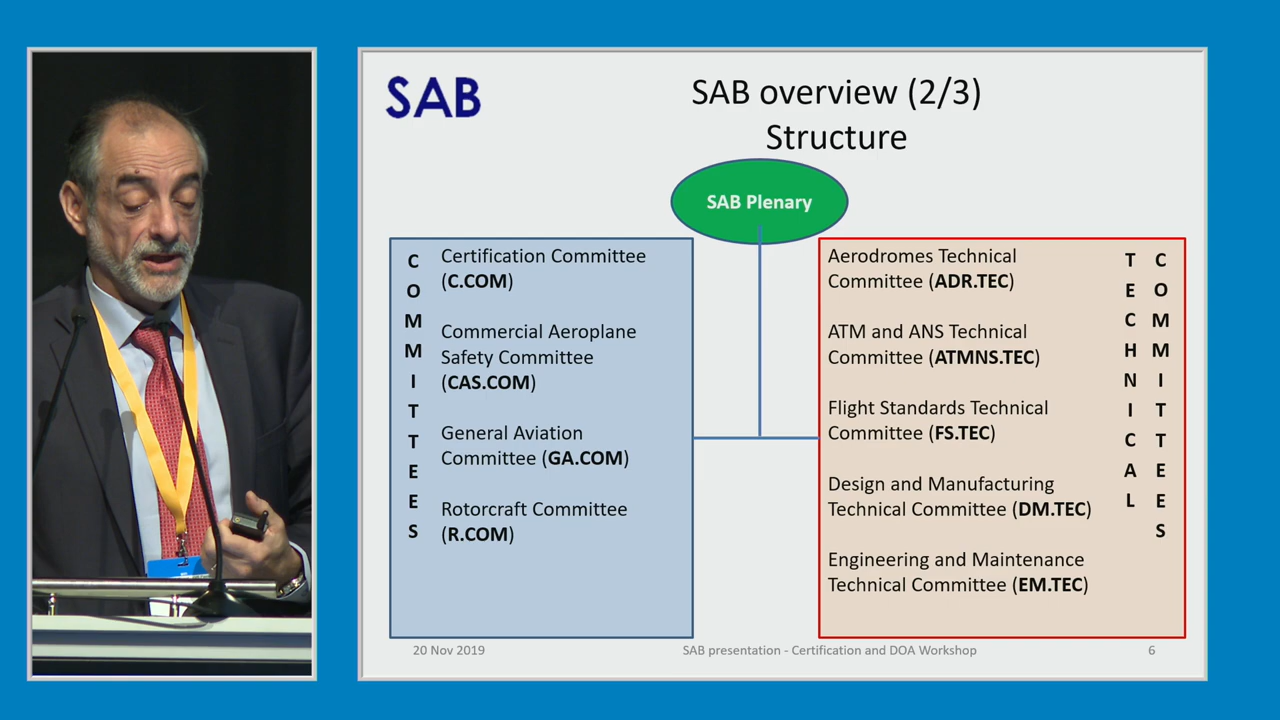 SAB
SAB overview (2/3)
Structure
SAB Plenary
COMMITTEES
Certification Committee
(C.COM)
Commercial Aeroplane
Safety Committee
(CAS.COM)
General Aviation
Committee (GA.COM)
Rotorcraft Committee
(R.COM)
Aerodromes Technical
Committee (ADR.TEC)
ATM and ANS Technical
Committee (ATMNS.TEC)
Flight Standards Technical
Committee (FS.TEC)
Design and Manufacturing
Technical Committee (DM.TEC)
Engineering and Maintenance
Technical Committee (EM.TEC)
TECHNICAL
COMMITTEES
20 Nov 2019
SAB presentation - Certification and DOA Workshop
6